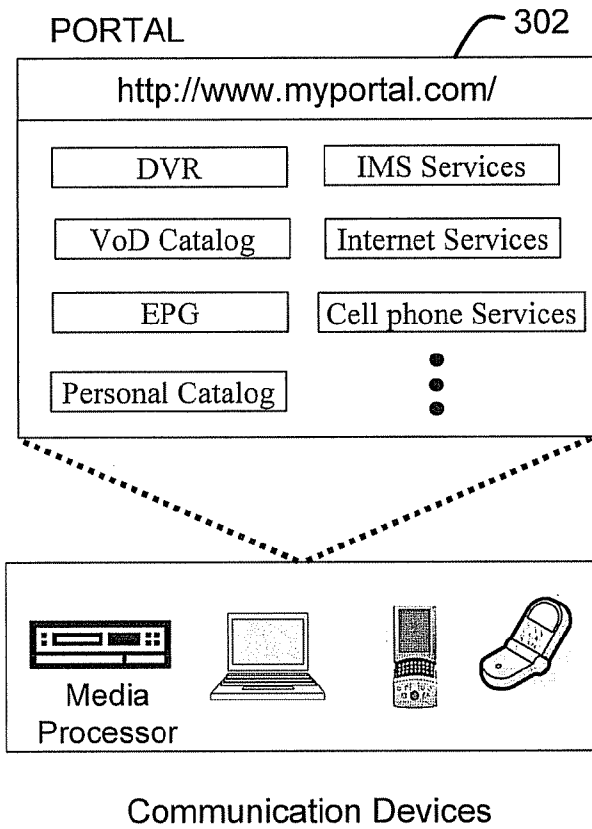 PORTAL
302
http://www.myportal.com/
DVR
IMS Services
VoD Catalog
Internet Services
EPG
Cell phone Services
Personal Catalog
Media
Processor
Communication Devices